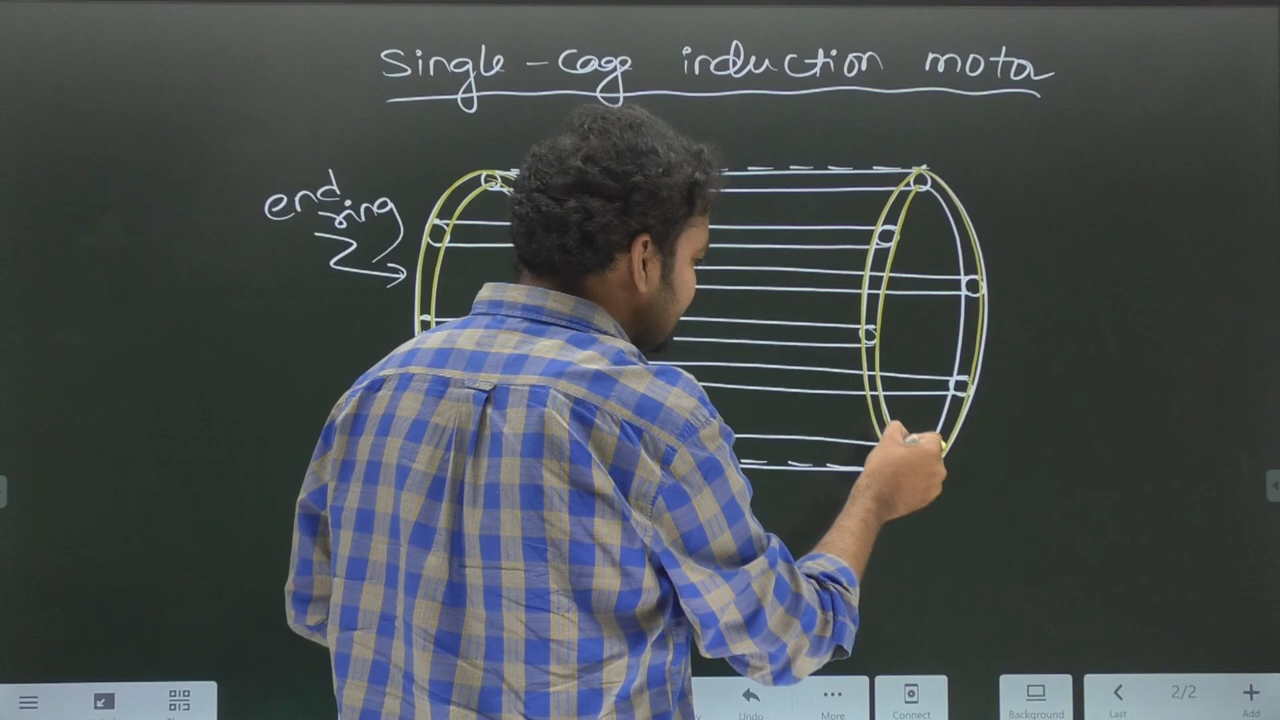 Single-Cage induction motor
end
ring
Undo
More
Connect
Background
Last
2/2
Add